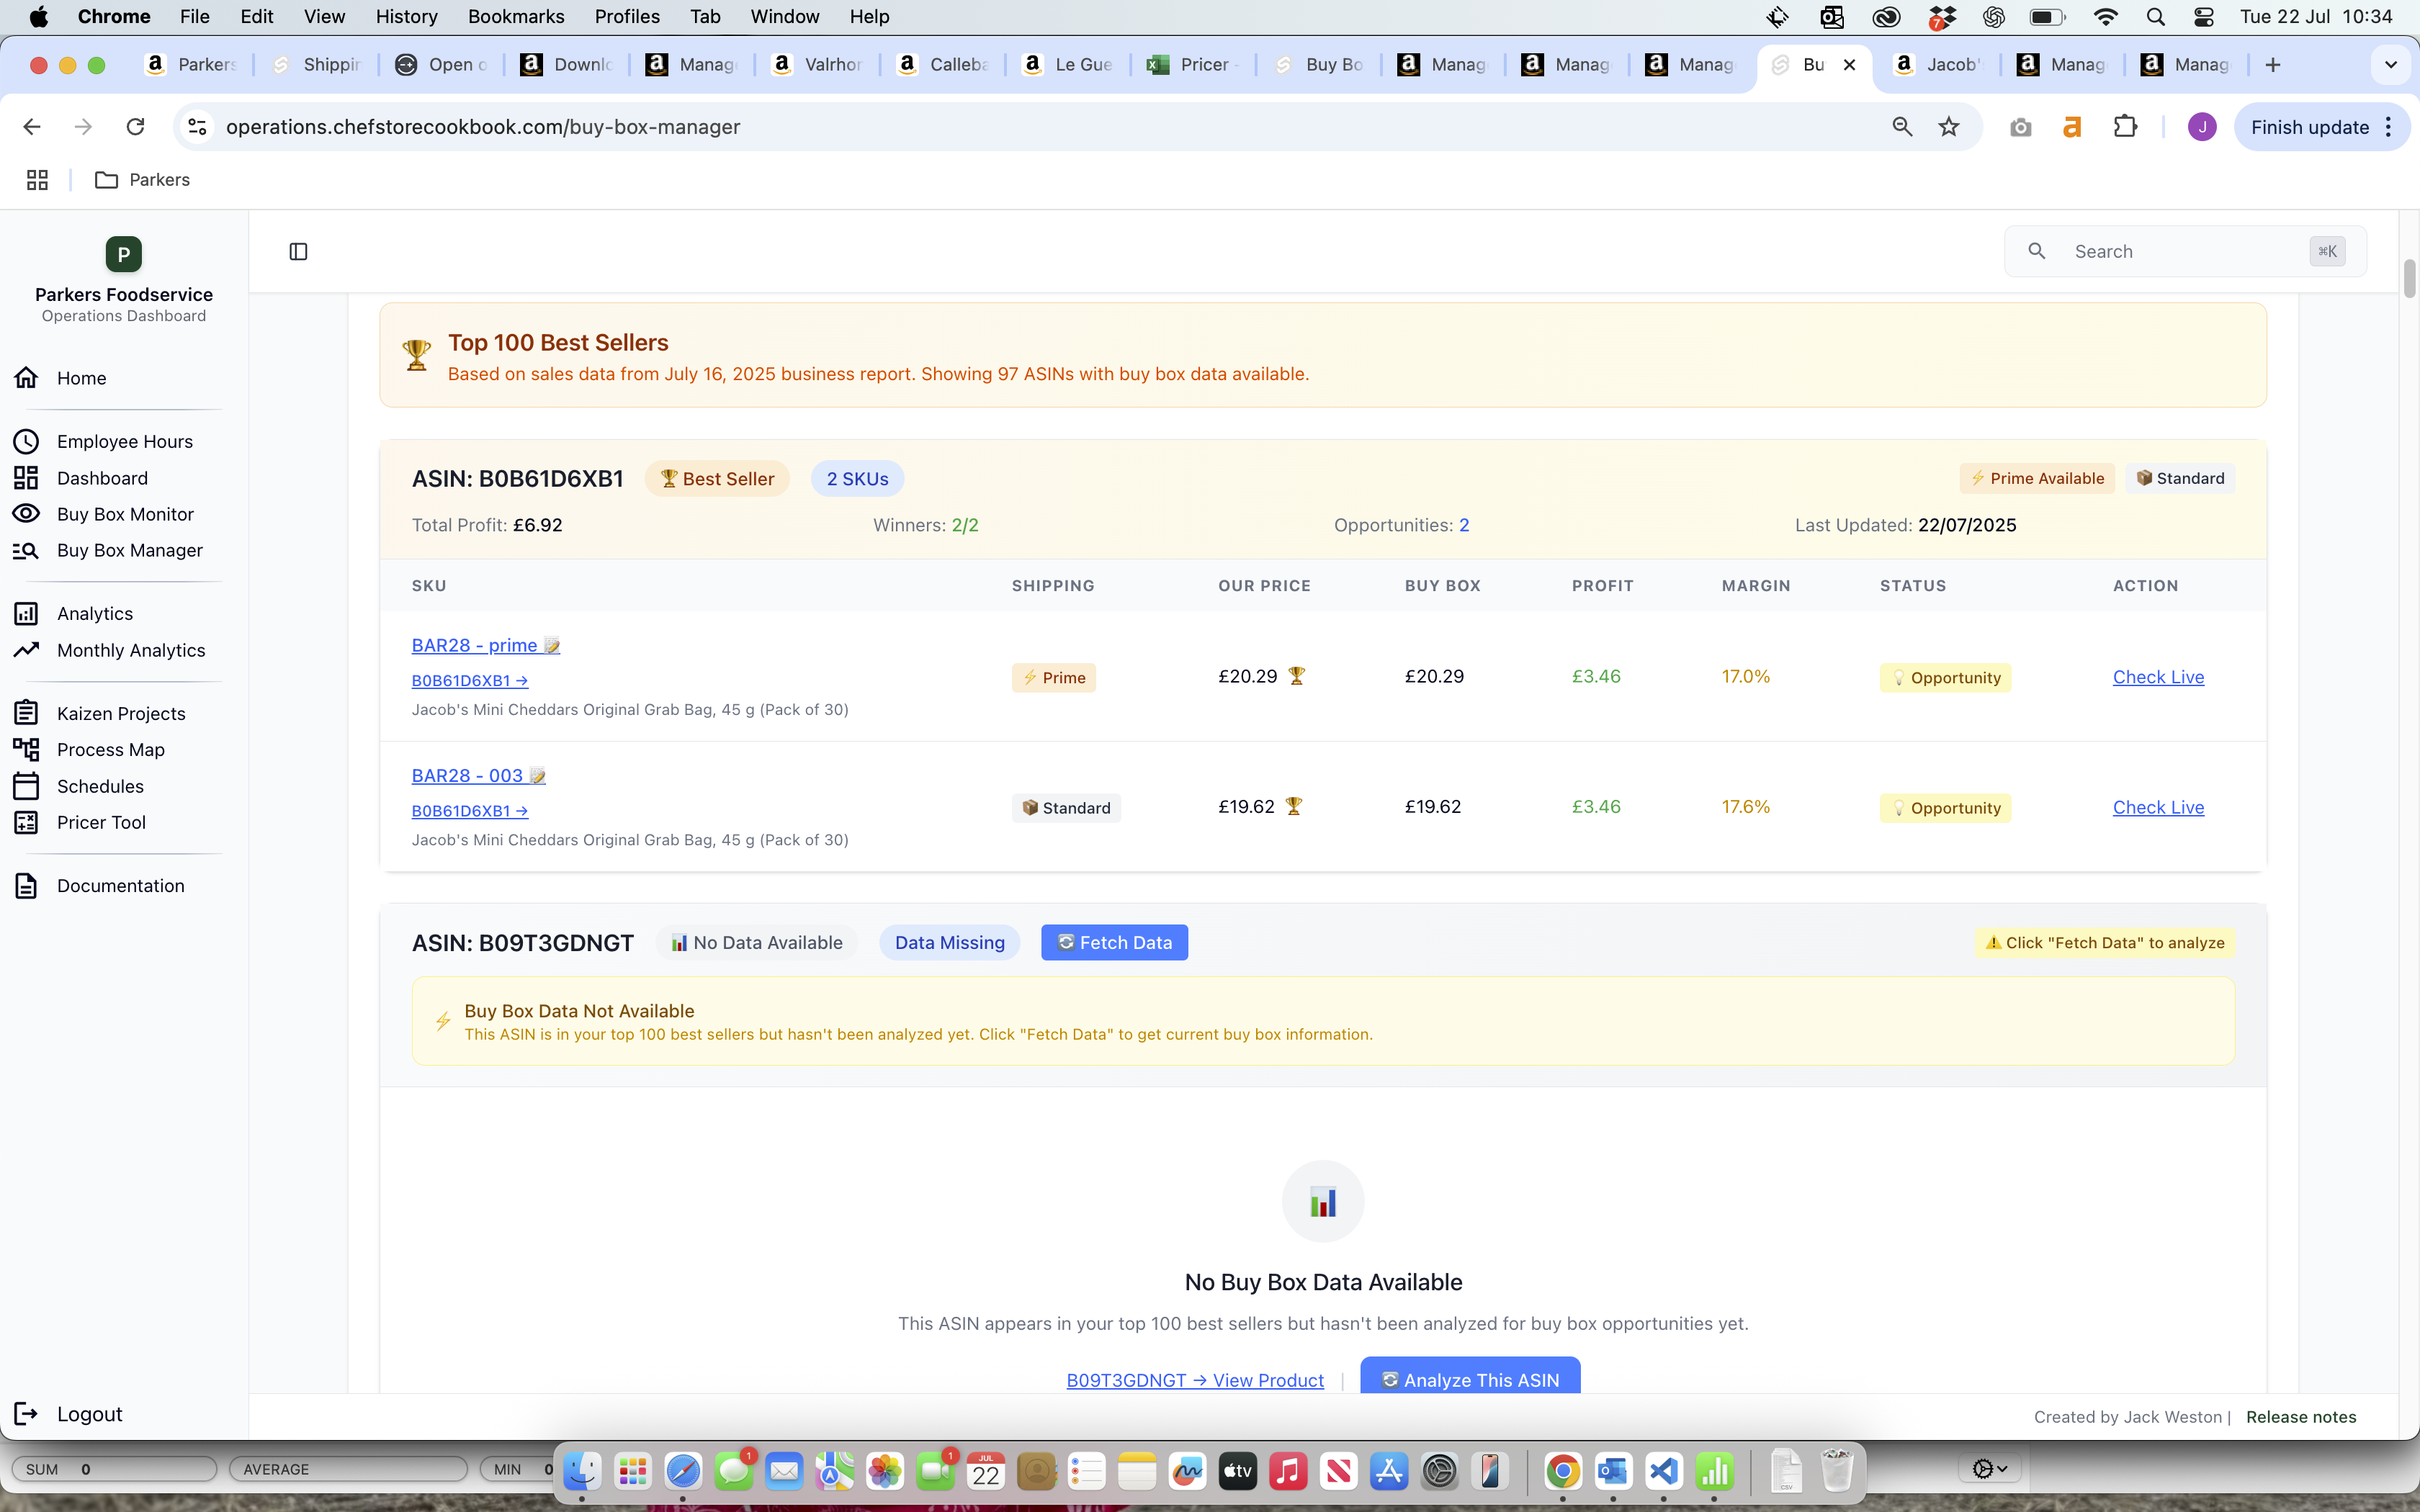 Chrome File Edit View History Bookmarks Profiles Tab Window Help
7
Tue 22 Jul 10:34
Parkers Shippin Open o Downlo Manag Valrhon Calleba Le Gue Pricer - Buy Bo Manag Manag Manag Bu Jacob' Manag Manag
operations.chefstorecookbook.com/buy-box-manager
J
Finish update
Parkers
P
Parkers Foodservice
Operations Dashboard
Home
Employee Hours
Dashboard
Buy Box Monitor
Buy Box Manager
Analytics
Monthly Analytics
Kaizen Projects
Process Map
Schedules
Pricer Tool
Documentation
Logout
Search ⌘K
Top 100 Best Sellers
Based on sales data from July 16, 2025 business report. Showing 97 ASINs with buy box data available.
ASIN: B0B61D6XB1 🏆 Best Seller 2 SKUs ⚡ Prime Available 📦 Standard
Total Profit: £6.92 Winners: 2/2 Opportunities: 2 Last Updated: 22/07/2025
SKU SHIPPING OUR PRICE BUY BOX PROFIT MARGIN STATUS ACTION
BAR28 - prime 📝
B0B61D6XB1 →
Jacob's Mini Cheddars Original Grab Bag, 45 g (Pack of 30)
⚡ Prime £20.29 🏆 £20.29 £3.46 17.0% 💡 Opportunity Check Live
BAR28 - 003 📝
B0B61D6XB1 →
Jacob's Mini Cheddars Original Grab Bag, 45 g (Pack of 30)
📦 Standard £19.62 🏆 £19.62 £3.46 17.6% 💡 Opportunity Check Live
ASIN: B09T3GDNGT 📊 No Data Available Data Missing 🔄 Fetch Data ⚠️ Click "Fetch Data" to analyze
Buy Box Data Not Available
This ASIN is in your top 100 best sellers but hasn't been analyzed yet. Click "Fetch Data" to get current buy box information.
No Buy Box Data Available
This ASIN appears in your top 100 best sellers but hasn't been analyzed for buy box opportunities yet.
B09T3GDNGT → View Product | 🔄 Analyze This ASIN
Created by Jack Weston | Release notes
SUM 0 AVERAGE MIN 0
1 1 JUL 22 tv CSV